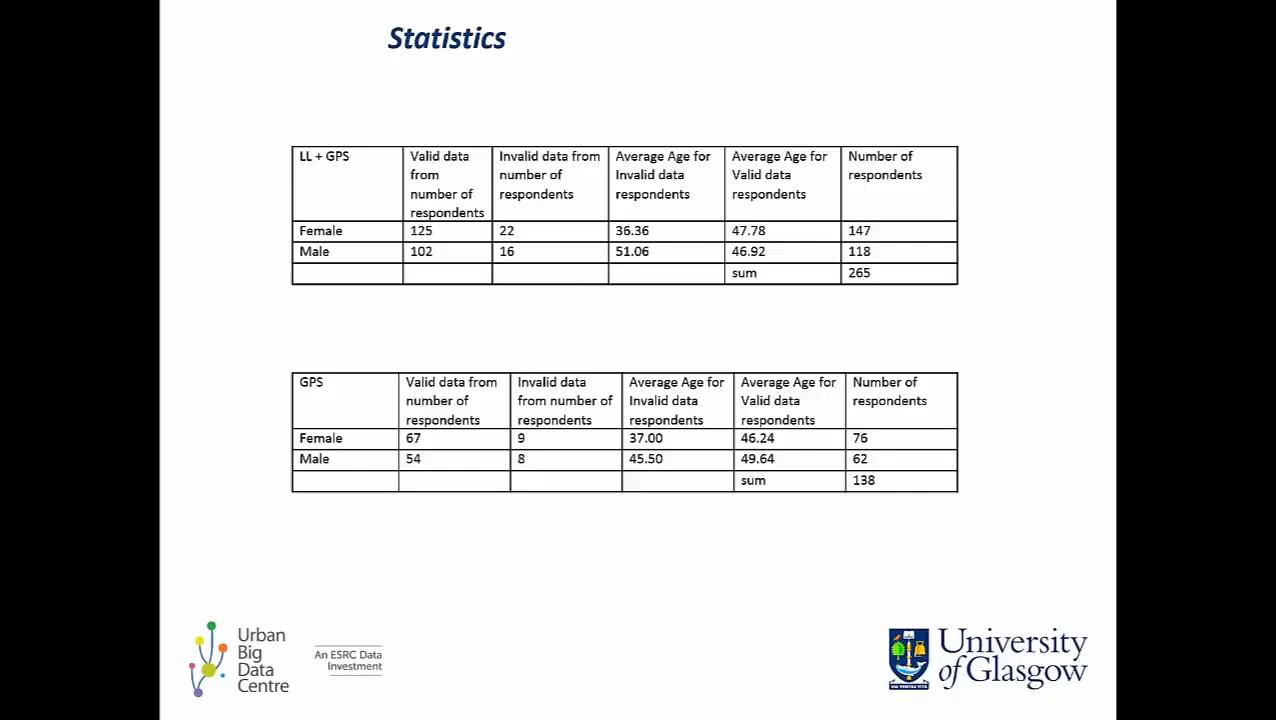 Statistics
LL + GPS
Valid data
from
number of
respondents
Invalid data from
number of
respondents
Average Age for
Invalid data
respondents
Average Age for
Valid data
respondents
Number of
respondents
Female 125 22 36.36 47.78 147
Male 102 16 51.06 46.92 118
sum 265
GPS
Valid data from
number of
respondents
Invalid data
from number of
respondents
Average Age for
Invalid data
respondents
Average Age for
Valid data
respondents
Number of
respondents
Female 67 9 37.00 46.24 76
Male 54 8 45.50 49.64 62
sum 138
Urban
Big
Data
Centre
An ESRC Data
Investment
University
of Glasgow
VIA VERITAS VITA